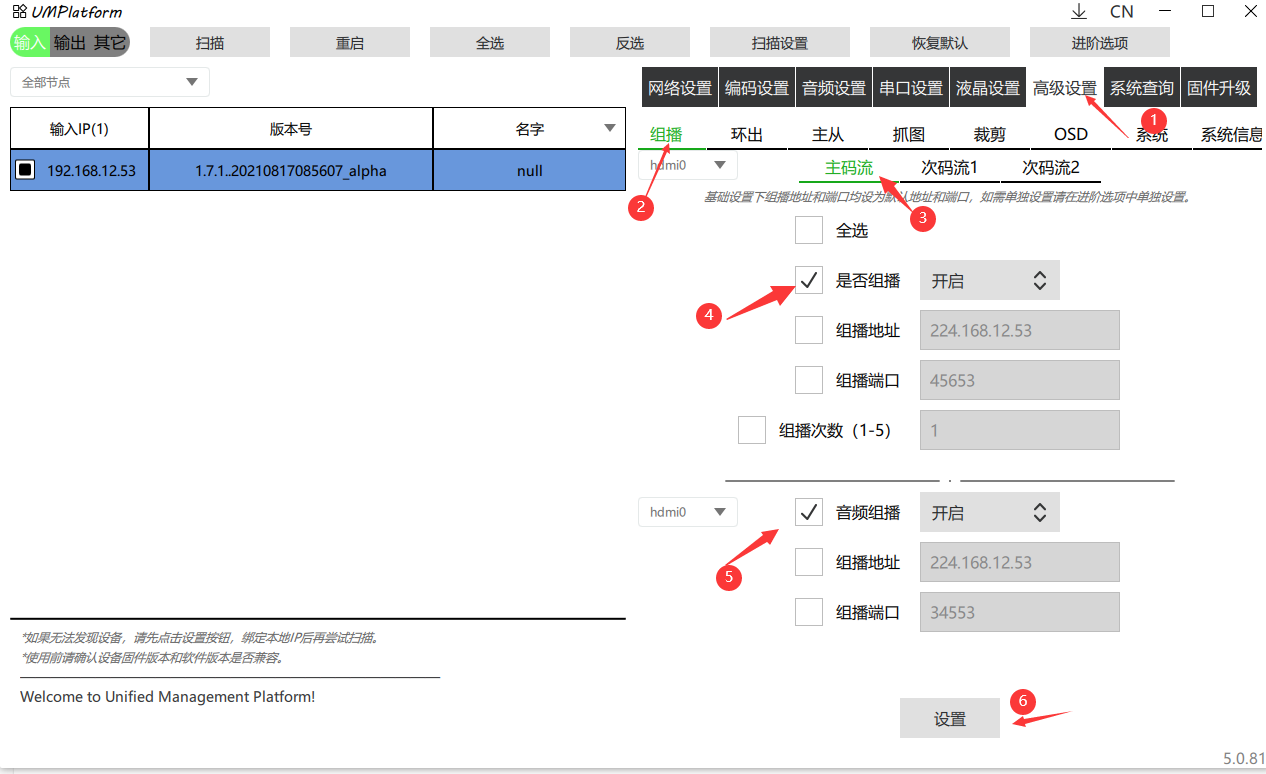 UMPlatform
CN
输入 输出 其它 扫描 重启 全选 反选 扫描设置 恢复默认 进阶选项
全部节点
网络设置 编码设置 音频设置 串口设置 液晶设置 高级设置 系统查询 固件升级
1
输入IP(1) 版本号 名字
组播 环出 主从 抓图 裁剪 OSD 系统 系统信息
192.168.12.53 1.7.1..20210817085607_alpha null
hdmi0 主码流 次码流1 次码流2
基础设置下组播地址和端口均设为默认地址和端口，如需单独设置请在进阶选项中单独设置。
2
3
全选
是否组播 开启
4
组播地址 224.168.12.53
组播端口 45653
组播次数（1-5） 1
hdmi0 音频组播 开启
5
组播地址 224.168.12.53
组播端口 34553
*如果无法发现设备，请先点击设置按钮，绑定本地IP后再尝试扫描。
*使用前请确认设备固件版本和软件版本是否兼容。
Welcome to Unified Management Platform!
6
设置
5.0.81